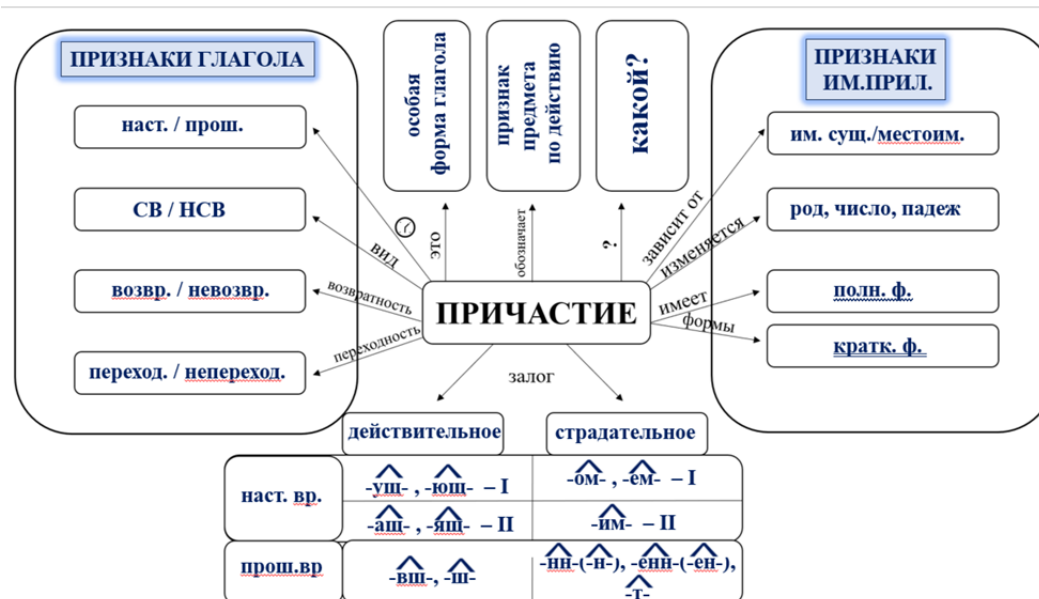 ПРИЗНАКИ ГЛАГОЛА
наст. / прош.
СВ / НСВ
возвр. / невозвр.
переход. / непереход.
особая
форма глагола
признак
предмета
по действию
какой?
ПРИЗНАКИ
ИМ.ПРИЛ.
им. сущ./местоим.
род, число, падеж
полн. ф.
кратк. ф.
вид
возвратность
переходность
это
обозначает
?
зависит от
изменяется
имеет
формы
ПРИЧАСТИЕ
залог
действительное
страдательное
наст. вр.
-ущ- , -ющ- – I
-ом- , -ем- – I
-ащ- , -ящ- – II
-им- – II
прош.вр
-вш-, -ш-
-нн-(-н-), -енн-(-ен-),
-т-